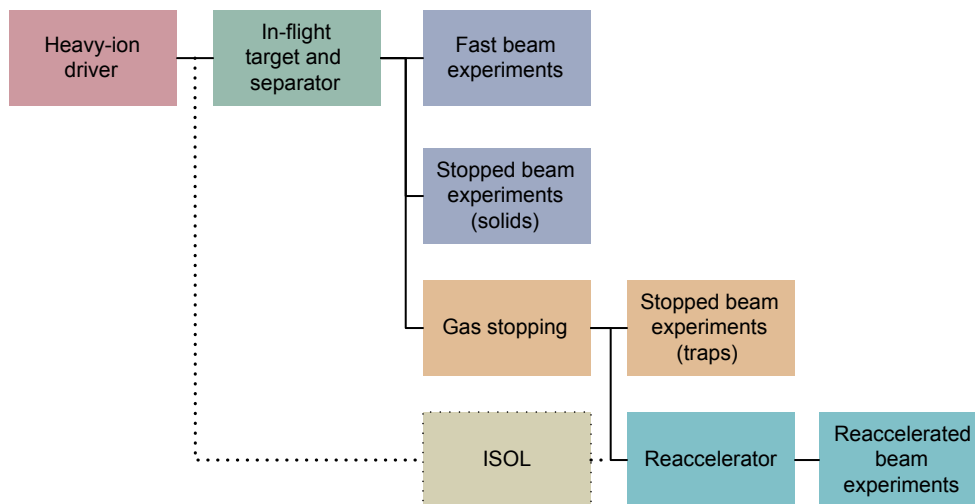 Heavy-ion
driver
In-flight
target and
separator
Fast beam
experiments
Stopped beam
experiments
(solids)
Gas stopping
Stopped beam
experiments
(traps)
ISOL
Reaccelerator
Reaccelerated
beam
experiments